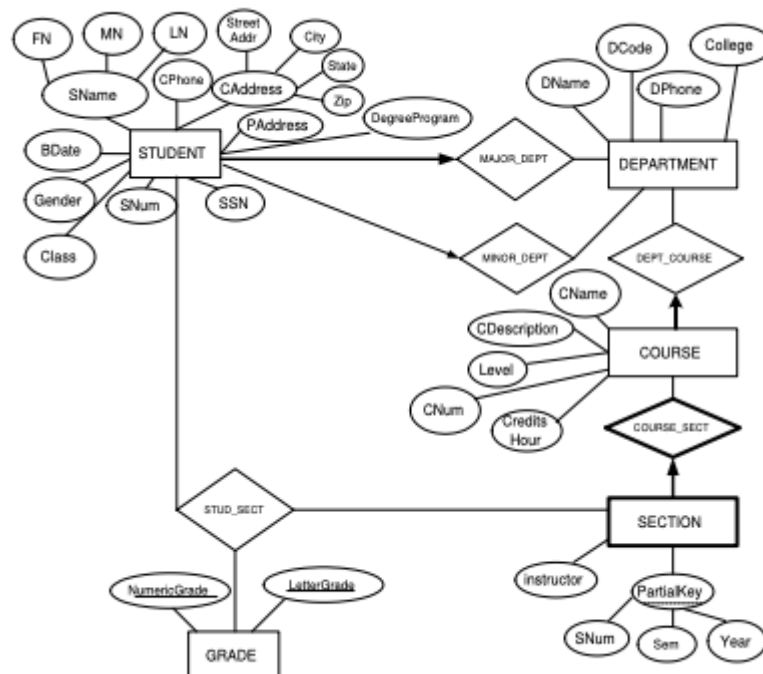 FN
MN
LN
Street
Addr
City
State
Zip
SName
CPhone
CAddress
PAddress
DegreeProgram
DCode
College
DName
DPhone
BDate
STUDENT
MAJOR_DEPT
DEPARTMENT
Gender
SNum
SSN
Class
MINOR_DEPT
DEPT_COURSE
CName
CDescription
COURSE
Level
CNum
Credits
Hour
COURSE_SECT
STUD_SECT
SECTION
instructor
PartialKey
NumericGrade
LetterGrade
SNum
Sem
Year
GRADE